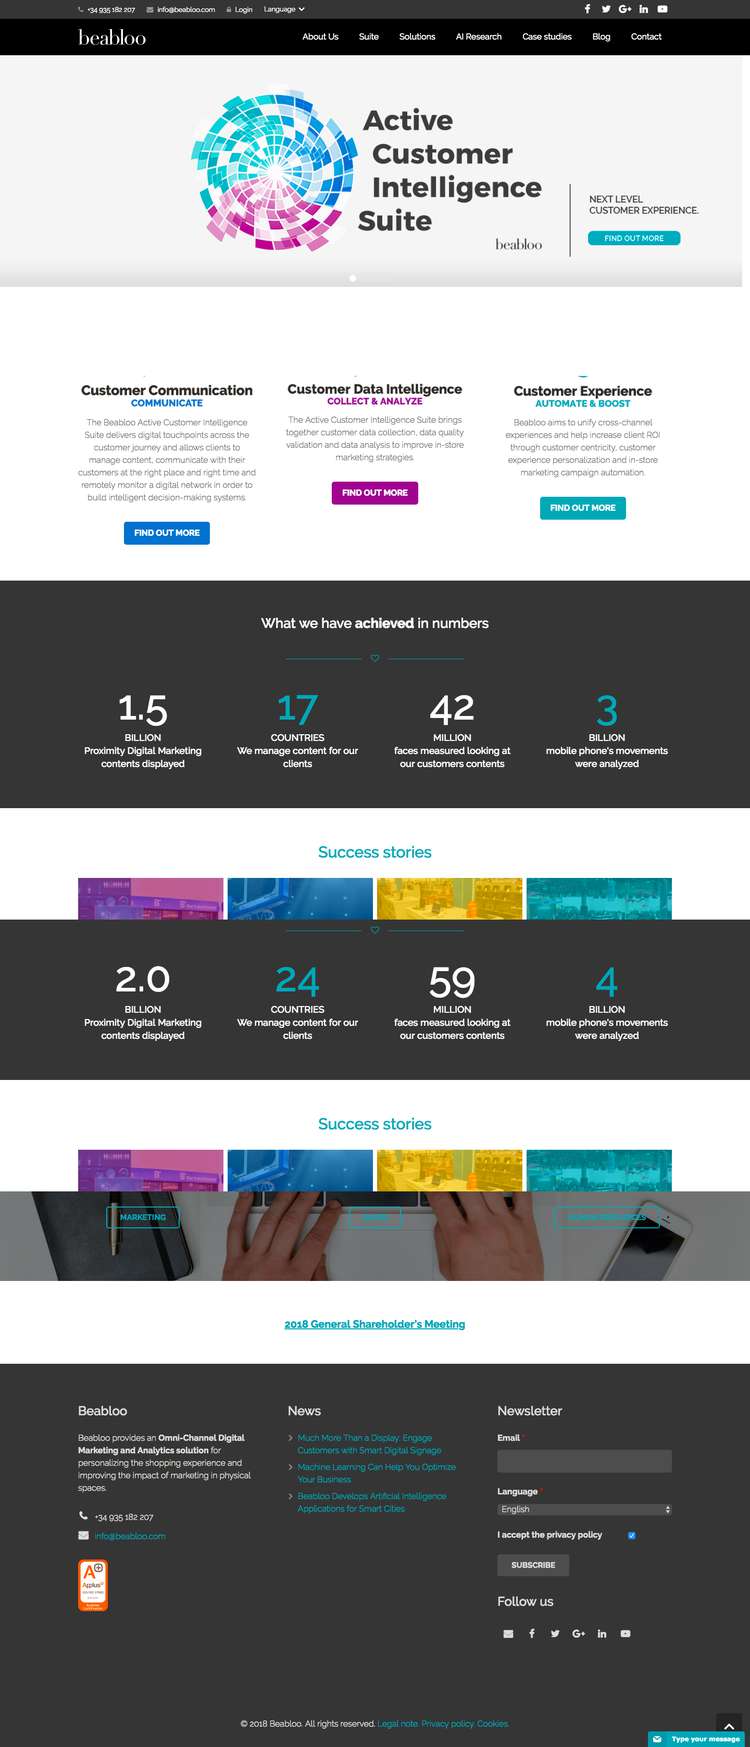 +34 935 182 207 info@beabloo.com Login Language
beabloo
About Us Suite Solutions AI Research Case studies Blog Contact
Active
Customer
Intelligence
Suite
beabloo
NEXT LEVEL
CUSTOMER EXPERIENCE.
FIND OUT MORE
Customer Communication
COMMUNICATE
The Beabloo Active Customer Intelligence
Suite delivers digital touchpoints across the
customer journey and allows clients to
manage content, communicate with their
customers at the right place and right time and
remotely monitor a digital network in order to
build intelligent decision-making systems.
FIND OUT MORE
Customer Data Intelligence
COLLECT & ANALYZE
The Active Customer Intelligence Suite brings
together customer data collection, data quality
validation and data analysis to improve in-store
marketing strategies.
FIND OUT MORE
Customer Experience
AUTOMATE & BOOST
Beabloo aims to unify cross-channel
experiences and help increase client ROI
through customer centricity, customer
experience personalization and in-store
marketing campaign automation.
FIND OUT MORE
What we have achieved in numbers
1.5
BILLION
Proximity Digital Marketing
contents displayed
17
COUNTRIES
We manage content for our
clients
42
MILLION
faces measured looking at
our customers contents
3
BILLION
mobile phone's movements
were analyzed
Success stories
2.0
BILLION
Proximity Digital Marketing
contents displayed
24
COUNTRIES
We manage content for our
clients
59
MILLION
faces measured looking at
our customers contents
4
BILLION
mobile phone's movements
were analyzed
Success stories
MARKETING
2018 General Shareholder's Meeting
Beabloo
Beabloo provides an Omni-Channel Digital
Marketing and Analytics solution for
personalizing the shopping experience and
improving the impact of marketing in physical
spaces.
+34 935 182 207
info@beabloo.com
A+
Applus+
News
Much More Than a Display: Engage
Customers with Smart Digital Signage
Machine Learning Can Help You Optimize
Your Business
Beabloo Develops Artificial Intelligence
Applications for Smart Cities
Newsletter
Email *
Language *
English
I accept the privacy policy
SUBSCRIBE
Follow us
© 2018 Beabloo. All rights reserved. Legal note. Privacy policy. Cookies.
Type your message